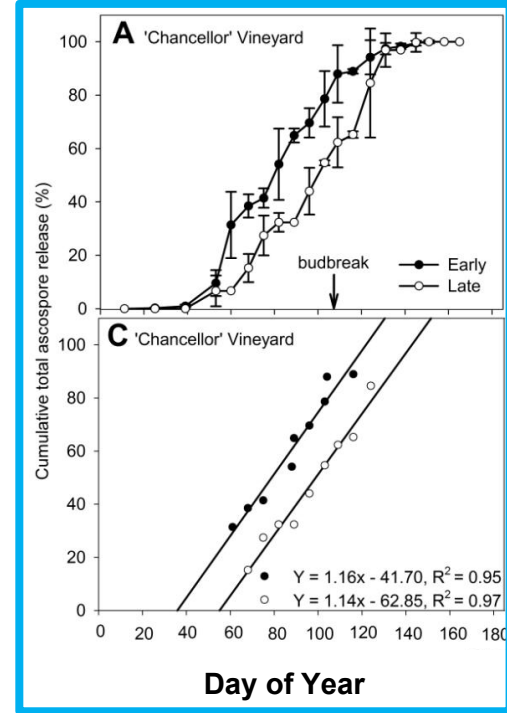 A 'Chancellor' Vineyard
100
80
60
40
20
0
budbreak
Early
Late
Cumulative total ascospore release (%)
C 'Chancellor' Vineyard
100
80
60
40
20
0
Y = 1.16x - 41.70, R² = 0.95
Y = 1.14x - 62.85, R² = 0.97
0 20 40 60 80 100 120 140 160 180
Day of Year